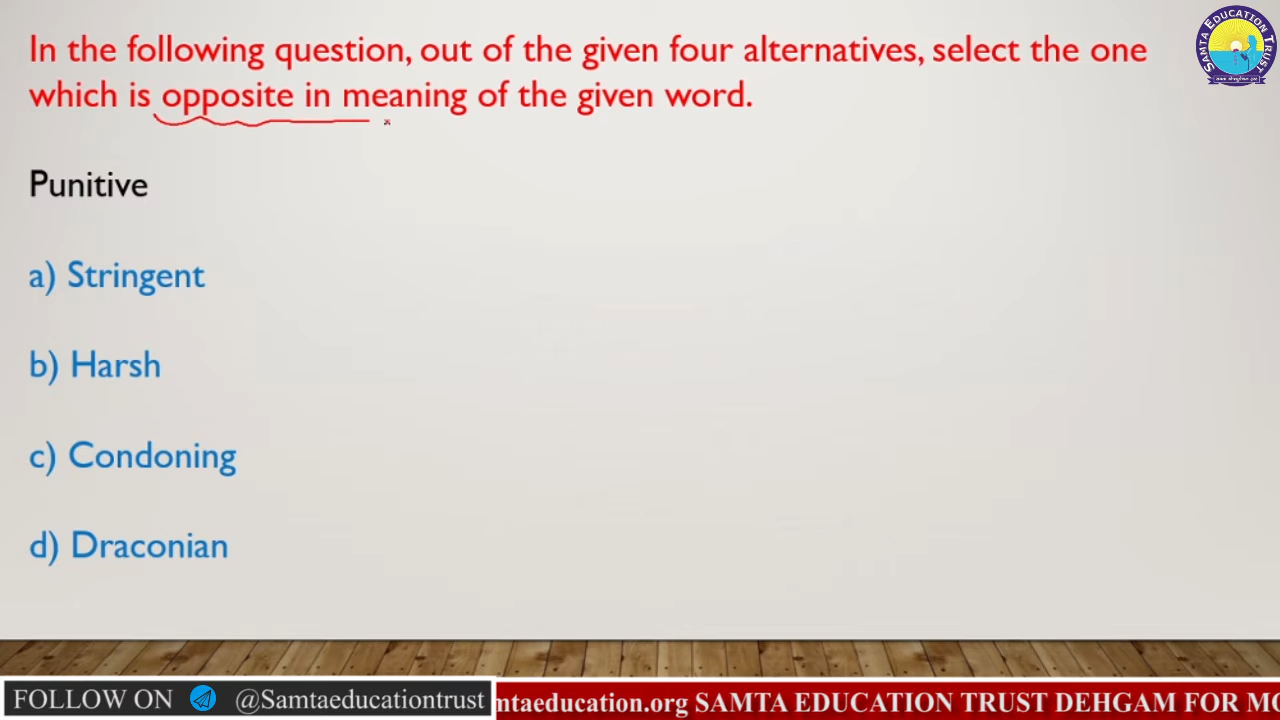 In the following question, out of the given four alternatives, select the one
which is opposite in meaning of the given word.
Punitive
a) Stringent
b) Harsh
c) Condoning
d) Draconian
SAMTA EDUCATION TRUST
FOLLOW ON @Samtaeducationtrust
mtaeducation.org SAMTA EDUCATION TRUST DEHGAM FOR MO